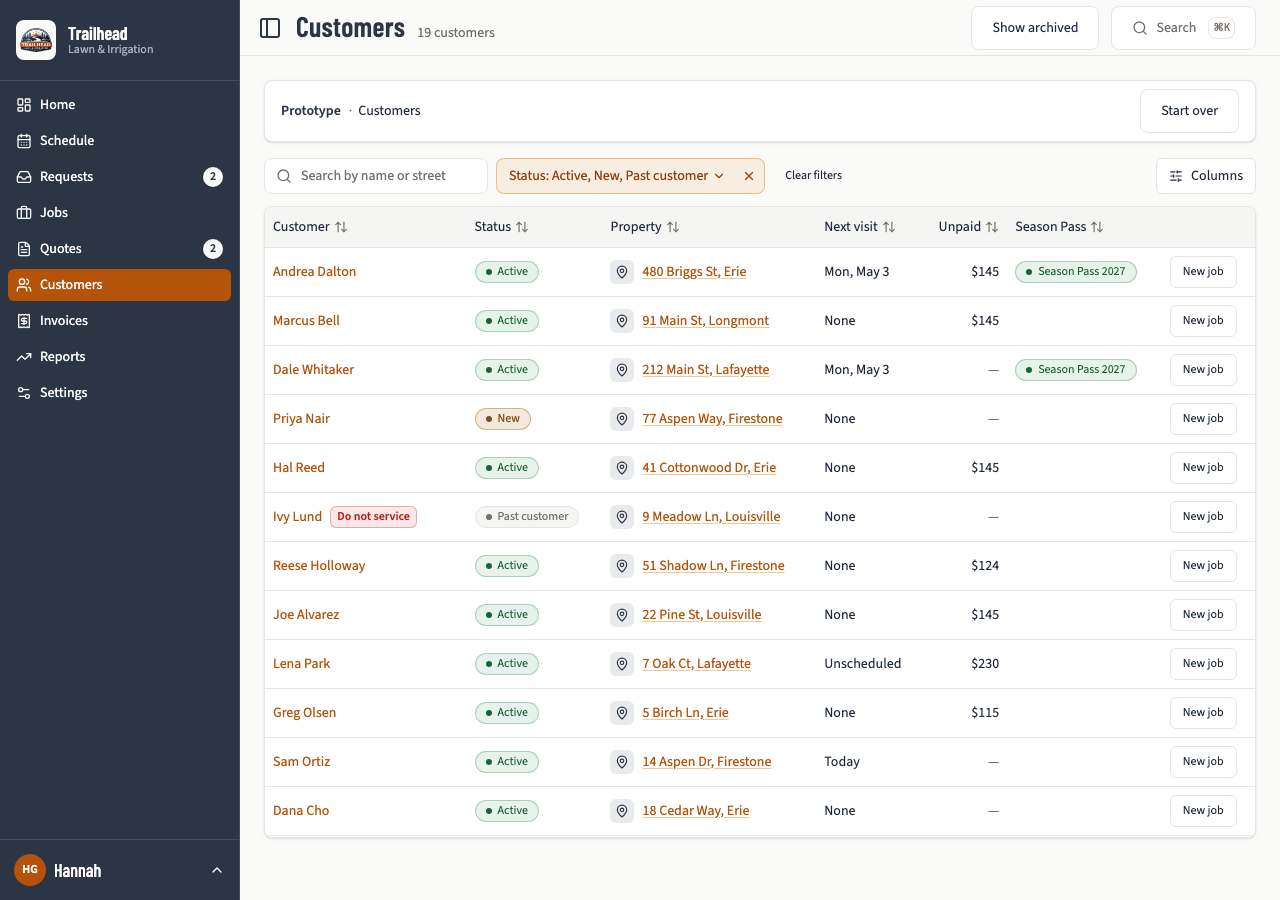 Trailhead
Lawn & Irrigation
Home
Schedule
Requests 2
Jobs
Quotes 2
Customers
Invoices
Reports
Settings
HG Hannah
Customers 19 customers
Show archived
Search ⌘K
Prototype · Customers
Start over
Search by name or street
Status: Active, New, Past customer
Clear filters
Columns
Customer Status Property Next visit Unpaid Season Pass
Andrea Dalton Active 480 Briggs St, Erie Mon, May 3 $145 Season Pass 2027 New job
Marcus Bell Active 91 Main St, Longmont None $145 New job
Dale Whitaker Active 212 Main St, Lafayette Mon, May 3 — Season Pass 2027 New job
Priya Nair New 77 Aspen Way, Firestone None — New job
Hal Reed Active 41 Cottonwood Dr, Erie None $145 New job
Ivy Lund Do not service Past customer 9 Meadow Ln, Louisville None — New job
Reese Holloway Active 51 Shadow Ln, Firestone None $124 New job
Joe Alvarez Active 22 Pine St, Louisville None $145 New job
Lena Park Active 7 Oak Ct, Lafayette Unscheduled $230 New job
Greg Olsen Active 5 Birch Ln, Erie None $115 New job
Sam Ortiz Active 14 Aspen Dr, Firestone Today — New job
Dana Cho Active 18 Cedar Way, Erie None — New job